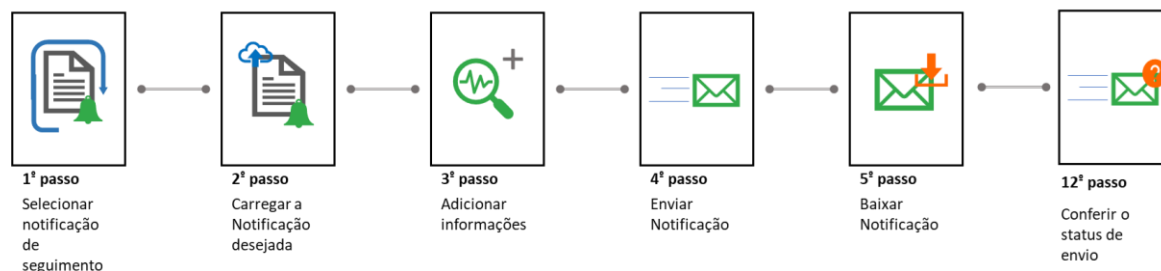 1º passo
Selecionar
notificação
de
seguimento
2º passo
Carregar a
Notificação
desejada
3º passo
Adicionar
informações
4º passo
Enviar
Notificação
5º passo
Baixar
Notificação
12º passo
Conferir o
status de
envio